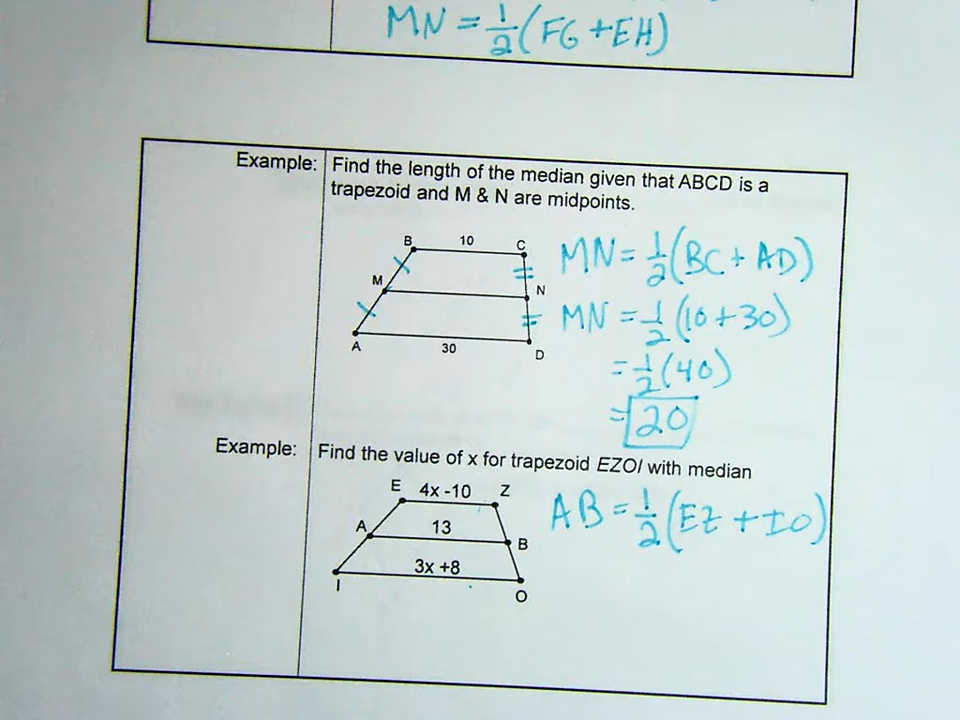 MN = 1/2 (FG + EH)
Example: Find the length of the median given that ABCD is a
trapezoid and M & N are midpoints.
B 10 C
M N
A 30 D
MN = 1/2 (BC + AD)
MN = 1/2 (10 + 30)
= 1/2 (40)
= 20
Example: Find the value of x for trapezoid EZOI with median
E 4x -10 Z
A 13 B
3x +8
I O
AB = 1/2 (EZ + IO)